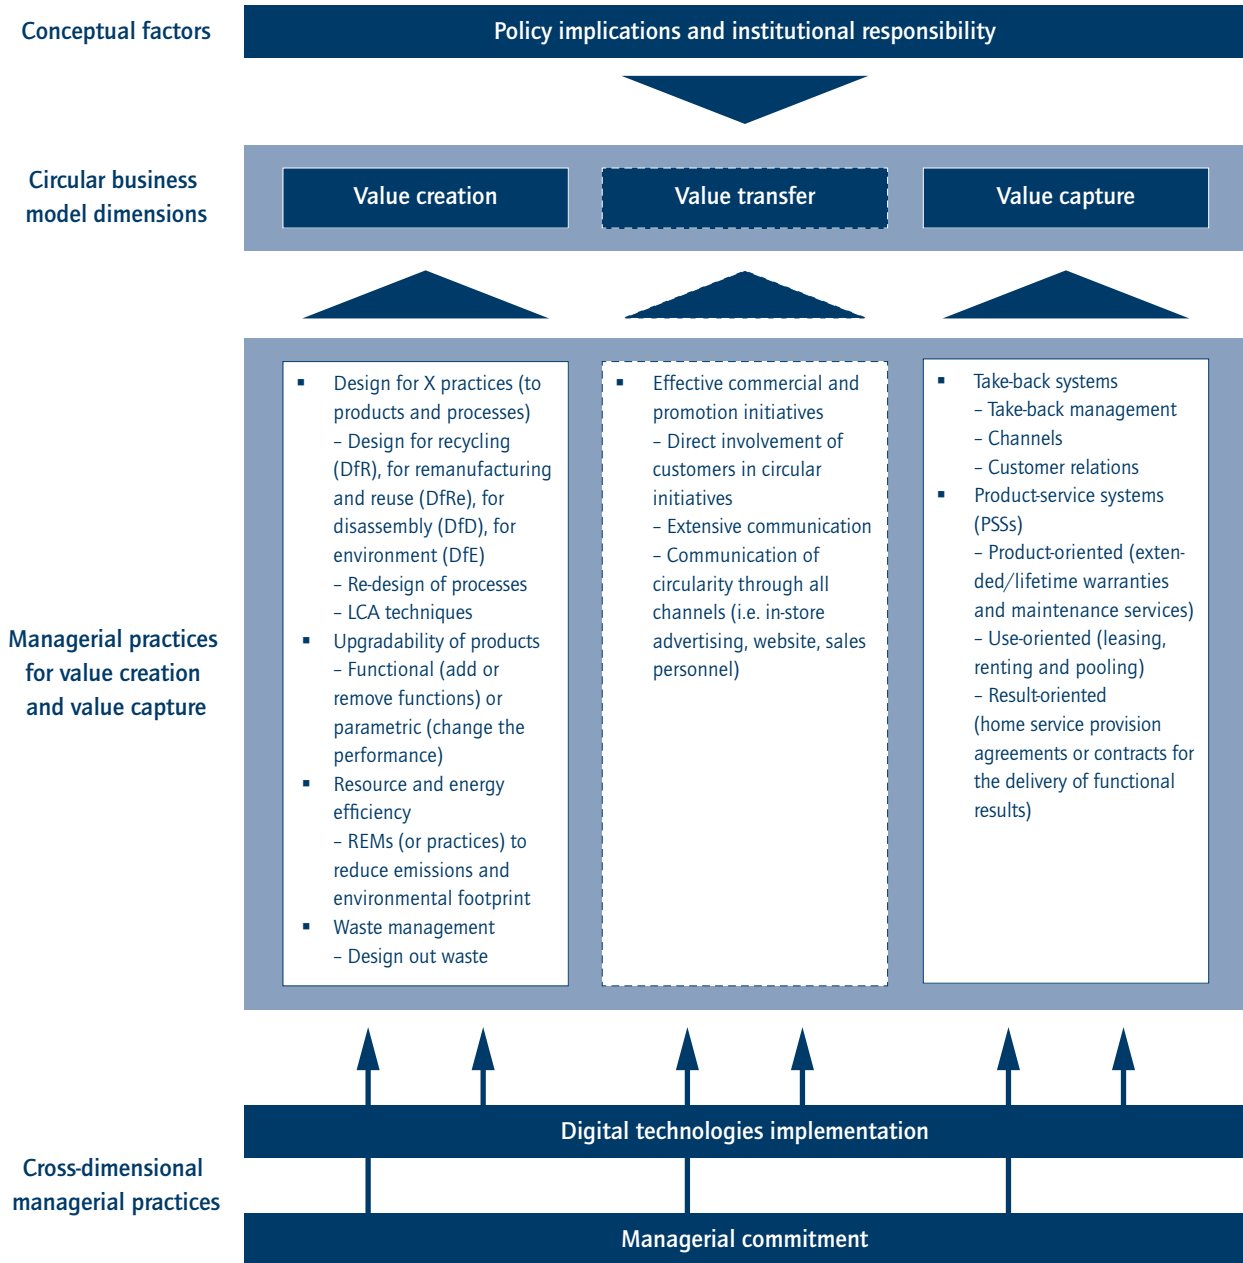 Conceptual factors
Policy implications and institutional responsibility
Circular business
model dimensions
Value creation
Value transfer
Value capture
Managerial practices
for value creation
and value capture
▪ Design for X practices (to
products and processes)
– Design for recycling
(DfR), for remanufacturing
and reuse (DfRe), for
disassembly (DfD), for
environment (DfE)
– Re-design of processes
– LCA techniques
▪ Upgradability of products
– Functional (add or
remove functions) or
parametric (change the
performance)
▪ Resource and energy
efficiency
– REMs (or practices) to
reduce emissions and
environmental footprint
▪ Waste management
– Design out waste
▪ Effective commercial and
promotion initiatives
– Direct involvement of
customers in circular
initiatives
– Extensive communication
– Communication of
circularity through all
channels (i.e. in-store
advertising, website, sales
personnel)
▪ Take-back systems
– Take-back management
– Channels
– Customer relations
▪ Product-service systems
(PSSs)
– Product-oriented (exten-
ded/lifetime warranties
and maintenance services)
– Use-oriented (leasing,
renting and pooling)
– Result-oriented
(home service provision
agreements or contracts for
the delivery of functional
results)
Cross-dimensional
managerial practices
Digital technologies implementation
Managerial commitment